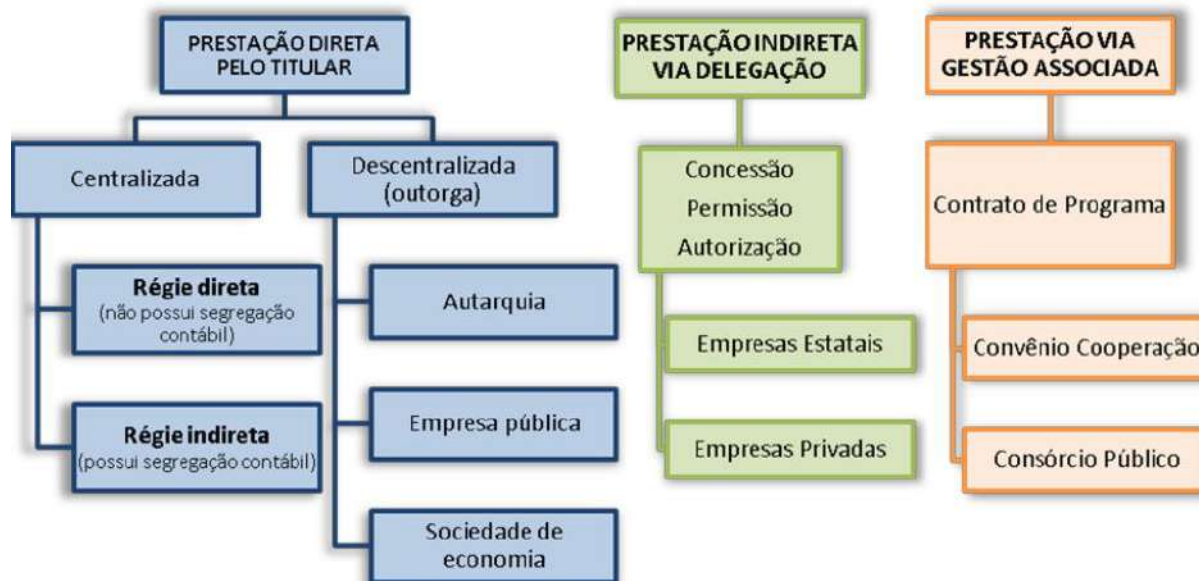 PRESTAÇÃO DIRETA
PELO TITULAR
Centralizada
Régie direta
(não possui segregação
contábil)
Régie indireta
(possui segregação contábil)
Descentralizada
(outorga)
Autarquia
Empresa pública
Sociedade de
economia
PRESTAÇÃO INDIRETA
VIA DELEGAÇÃO
Concessão
Permissão
Autorização
Empresas Estatais
Empresas Privadas
PRESTAÇÃO VIA
GESTÃO ASSOCIADA
Contrato de Programa
Convênio Cooperação
Consórcio Público